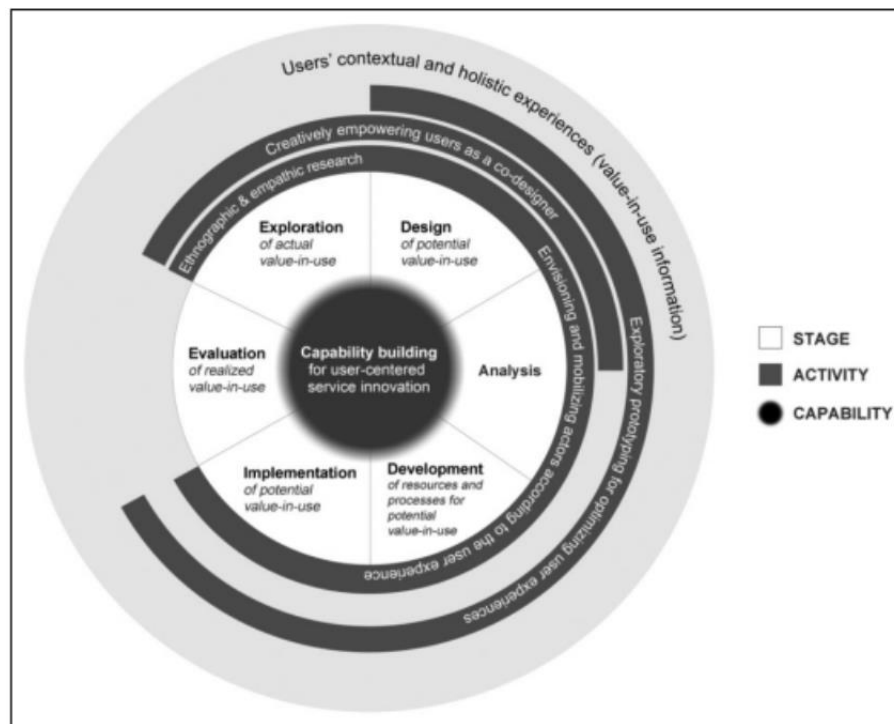 Users' contextual and holistic experiences (value-in-use information)
Creatively empowering users as a co-designer
Ethnographic & empathic research
Envisioning and mobilizing actors according to the user experience
Exploratory prototyping for optimizing user experiences
Exploration
of actual
value-in-use
Design
of potential
value-in-use
Evaluation
of realized
value-in-use
Capability building
for user-centered
service innovation
Analysis
Implementation
of potential
value-in-use
Development
of resources and
processes for
potential
value-in-use
STAGE
ACTIVITY
CAPABILITY